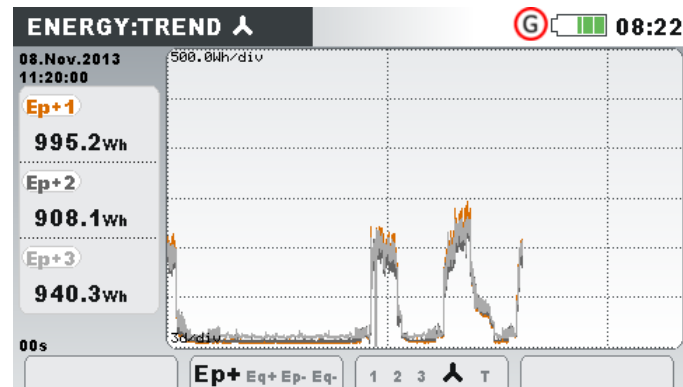 ENERGY:TREND
G 08:22
08.Nov.2013
11:20:00
500.0Wh/div
Ep+1
995.2Wh
Ep+2
908.1Wh
Ep+3
940.3Wh
3d/div
00s
Ep+ Eq+ Ep- Eq-
1 2 3 T